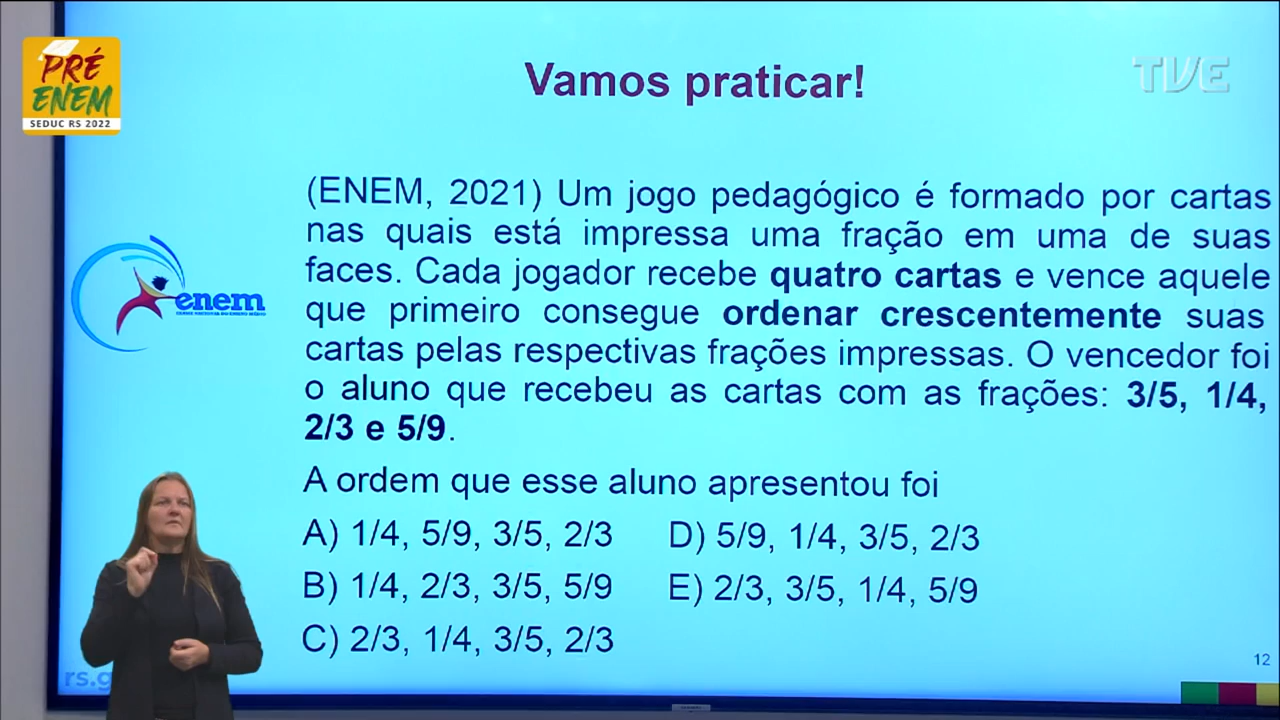 PRÉ
ENEM
SEDUC RS 2022
TVE
Vamos praticar!
(ENEM, 2021) Um jogo pedagógico é formado por cartas
nas quais está impressa uma fração em uma de suas
faces. Cada jogador recebe quatro cartas e vence aquele
que primeiro consegue ordenar crescentemente suas
cartas pelas respectivas frações impressas. O vencedor foi
o aluno que recebeu as cartas com as frações: 3/5, 1/4,
2/3 e 5/9.
enem
EXAME NACIONAL DO ENSINO MÉDIO
A ordem que esse aluno apresentou foi
A) 1/4, 5/9, 3/5, 2/3
D) 5/9, 1/4, 3/5, 2/3
B) 1/4, 2/3, 3/5, 5/9
E) 2/3, 3/5, 1/4, 5/9
C) 2/3, 1/4, 3/5, 2/3
rs.g
12